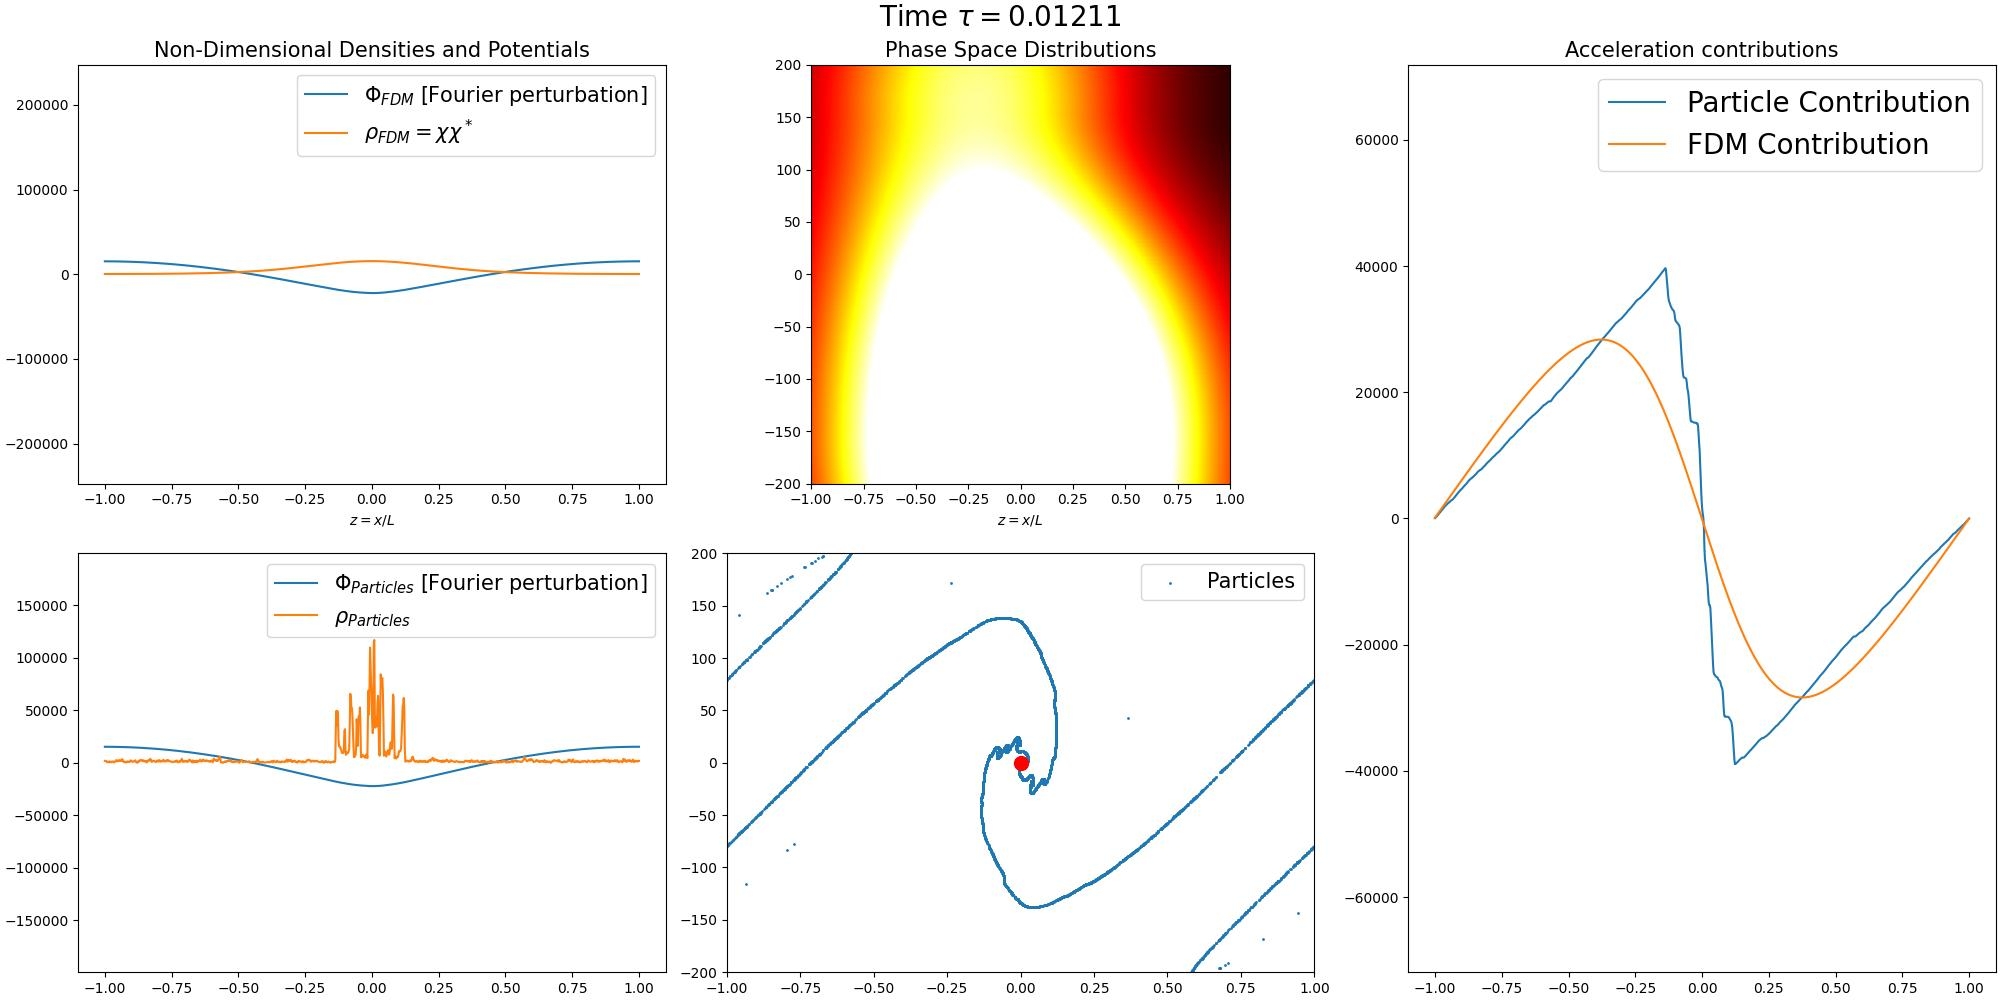 Time τ = 0.01211
Non-Dimensional Densities and Potentials
Φ_FDM [Fourier perturbation]
ρ_FDM = χχ*
200000
100000
0
−100000
−200000
−1.00 −0.75 −0.50 −0.25 0.00 0.25 0.50 0.75 1.00
z = x/L
Phase Space Distributions
200
150
100
50
0
−50
−100
−150
−200
−1.00 −0.75 −0.50 −0.25 0.00 0.25 0.50 0.75 1.00
z = x/L
Acceleration contributions
Particle Contribution
FDM Contribution
60000
40000
20000
0
−20000
−40000
−60000
−1.00 −0.75 −0.50 −0.25 0.00 0.25 0.50 0.75 1.00
Φ_Particles [Fourier perturbation]
ρ_Particles
150000
100000
50000
0
−50000
−100000
−150000
−1.00 −0.75 −0.50 −0.25 0.00 0.25 0.50 0.75 1.00
Particles
200
150
100
50
0
−50
−100
−150
−200
−1.00 −0.75 −0.50 −0.25 0.00 0.25 0.50 0.75 1.00